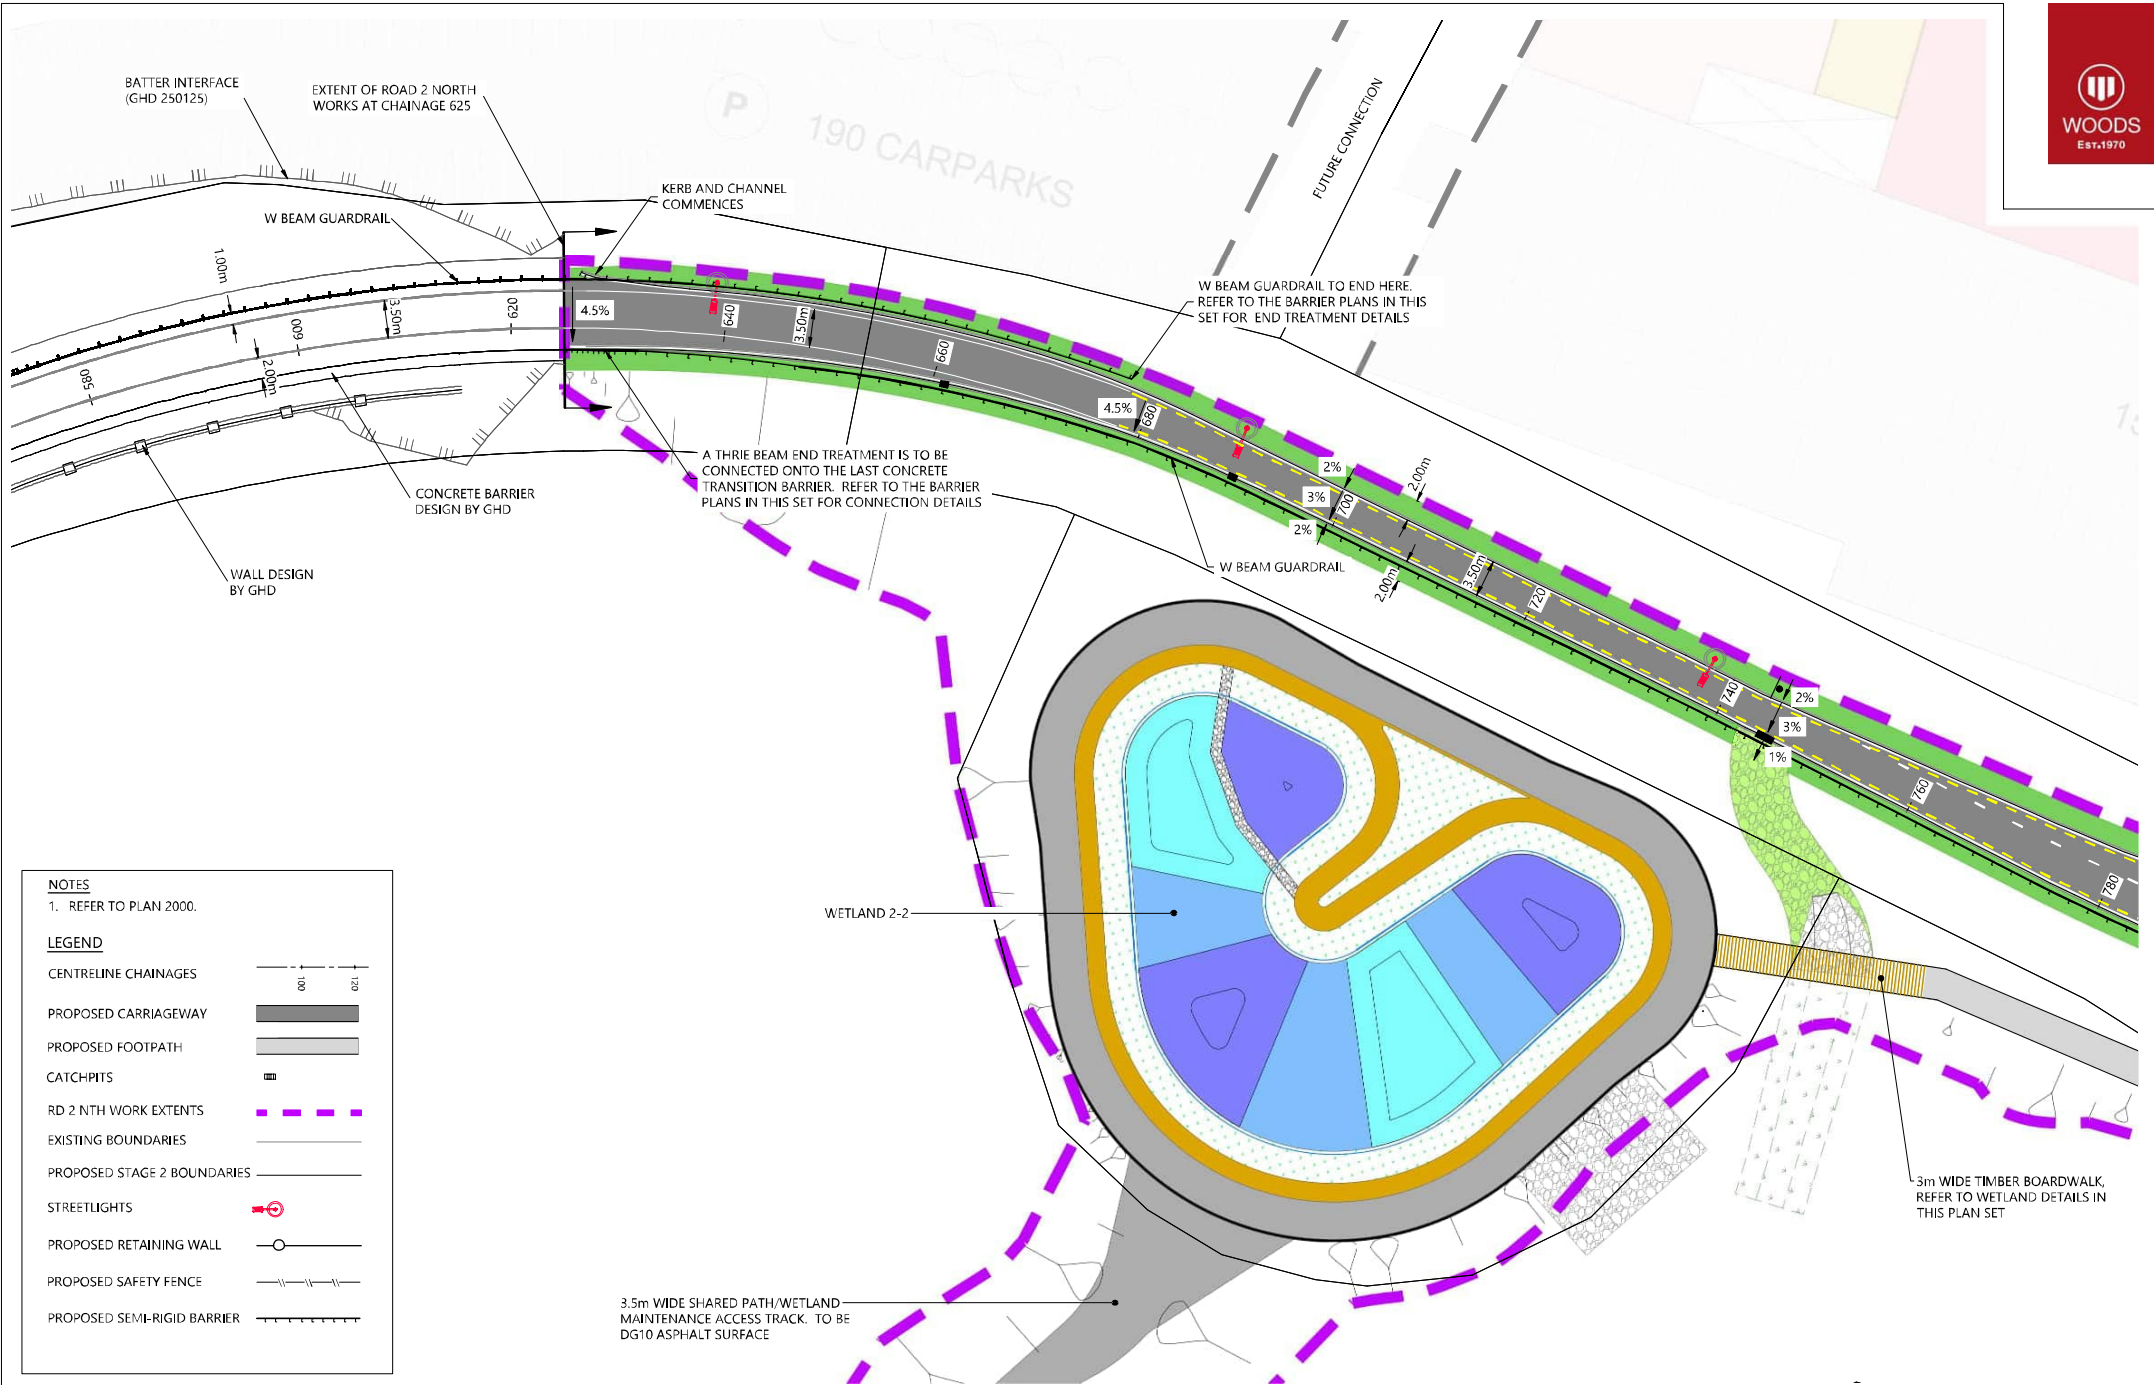 WOODS
EST.1970
BATTER INTERFACE
(GHD 250125)
EXTENT OF ROAD 2 NORTH
WORKS AT CHAINAGE 625
P
190 CARPARKS
FUTURE CONNECTION
KERB AND CHANNEL
COMMENCES
W BEAM GUARDRAIL
1.00m
3.50m
2.00m
580
600
620
4.5%
640
3.50m
660
W BEAM GUARDRAIL TO END HERE.
REFER TO THE BARRIER PLANS IN THIS
SET FOR END TREATMENT DETAILS
4.5%
680
2%
3%
2%
700
2.00m
2.00m
3.50m
720
740
2%
3%
1%
760
780
A THRIE BEAM END TREATMENT IS TO BE
CONNECTED ONTO THE LAST CONCRETE
TRANSITION BARRIER. REFER TO THE BARRIER
PLANS IN THIS SET FOR CONNECTION DETAILS
CONCRETE BARRIER
DESIGN BY GHD
WALL DESIGN
BY GHD
W BEAM GUARDRAIL
WETLAND 2-2
3m WIDE TIMBER BOARDWALK,
REFER TO WETLAND DETAILS IN
THIS PLAN SET
3.5m WIDE SHARED PATH/WETLAND
MAINTENANCE ACCESS TRACK. TO BE
DG10 ASPHALT SURFACE
NOTES
1. REFER TO PLAN 2000.
LEGEND
CENTRELINE CHAINAGES
100
120
PROPOSED CARRIAGEWAY
PROPOSED FOOTPATH
CATCHPITS
RD 2 NTH WORK EXTENTS
EXISTING BOUNDARIES
PROPOSED STAGE 2 BOUNDARIES
STREETLIGHTS
PROPOSED RETAINING WALL
PROPOSED SAFETY FENCE
PROPOSED SEMI-RIGID BARRIER